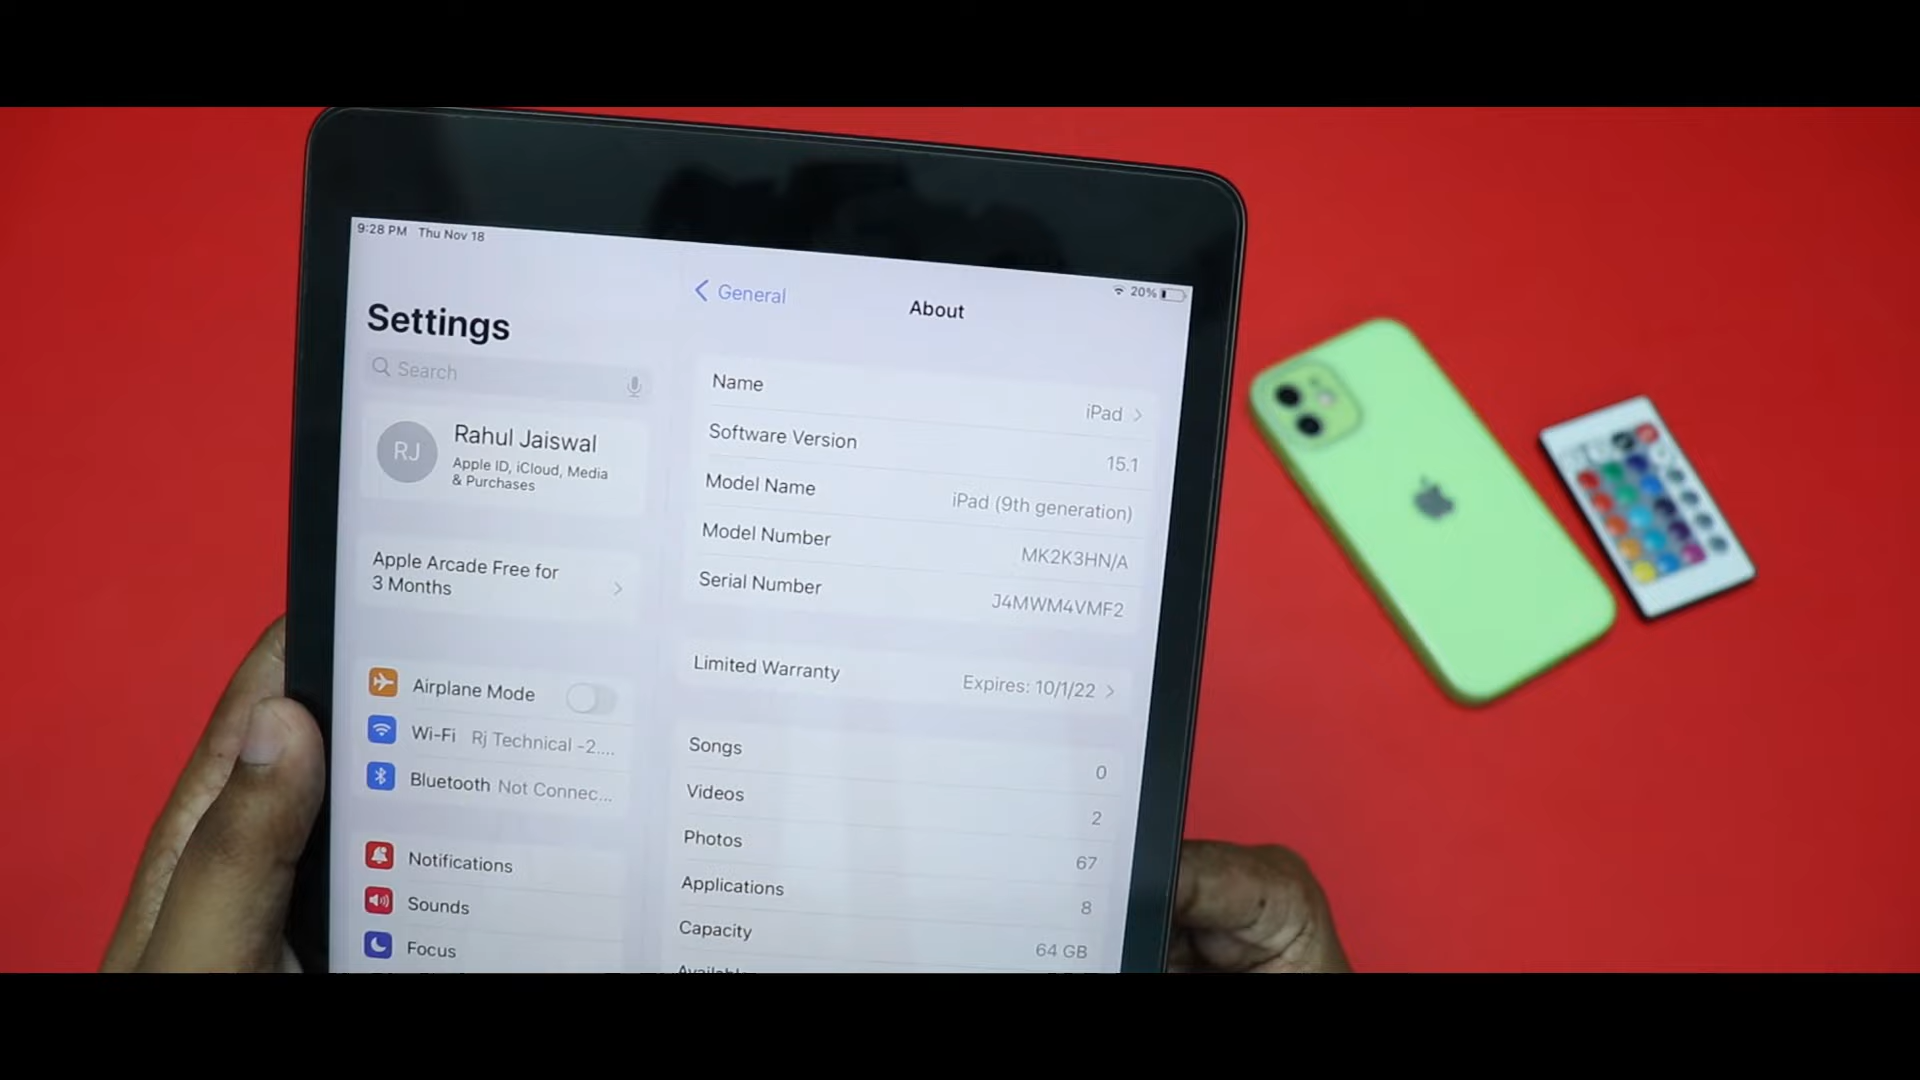 9:28 PM Thu Nov 18
20%
Settings
Search
RJ
Rahul Jaiswal
Apple ID, iCloud, Media
& Purchases
Apple Arcade Free for
3 Months
Airplane Mode
Wi-Fi Rj Technical -2....
Bluetooth Not Connec...
Notifications
Sounds
Focus
General
About
Name iPad
Software Version 15.1
Model Name iPad (9th generation)
Model Number MK2K3HN/A
Serial Number J4MWM4VMF2
Limited Warranty Expires: 10/1/22
Songs 0
Videos 2
Photos 67
Applications 8
Capacity 64 GB